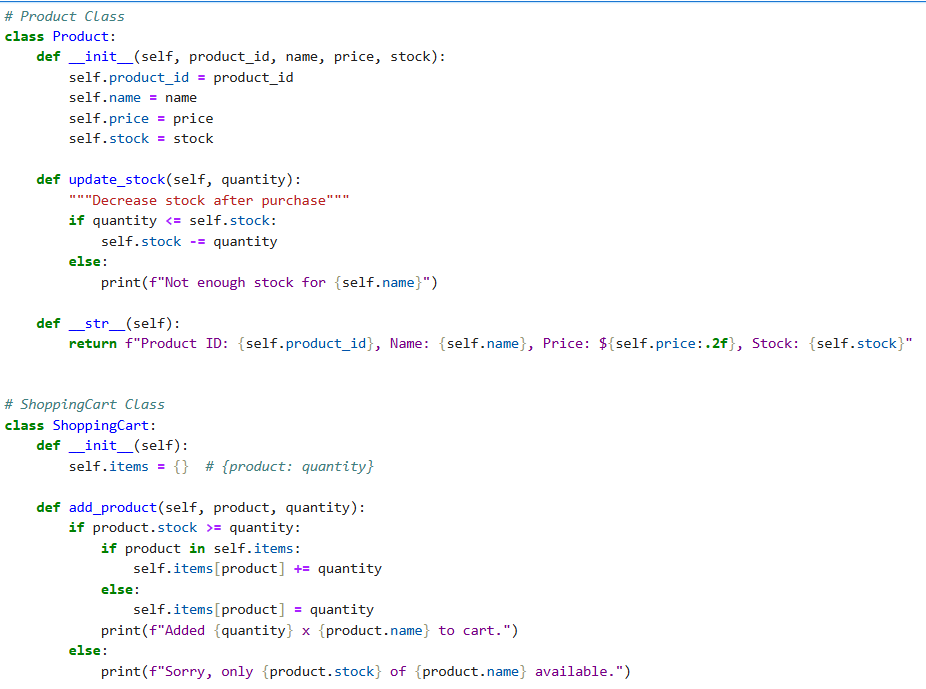 # Product Class
class Product:
    def __init__(self, product_id, name, price, stock):
        self.product_id = product_id
        self.name = name
        self.price = price
        self.stock = stock

    def update_stock(self, quantity):
        """Decrease stock after purchase"""
        if quantity <= self.stock:
            self.stock -= quantity
        else:
            print(f"Not enough stock for {self.name}")

    def __str__(self):
        return f"Product ID: {self.product_id}, Name: {self.name}, Price: ${self.price:.2f}, Stock: {self.stock}"


# ShoppingCart Class
class ShoppingCart:
    def __init__(self):
        self.items = {}  # {product: quantity}

    def add_product(self, product, quantity):
        if product.stock >= quantity:
            if product in self.items:
                self.items[product] += quantity
            else:
                self.items[product] = quantity
            print(f"Added {quantity} x {product.name} to cart.")
        else:
            print(f"Sorry, only {product.stock} of {product.name} available.")